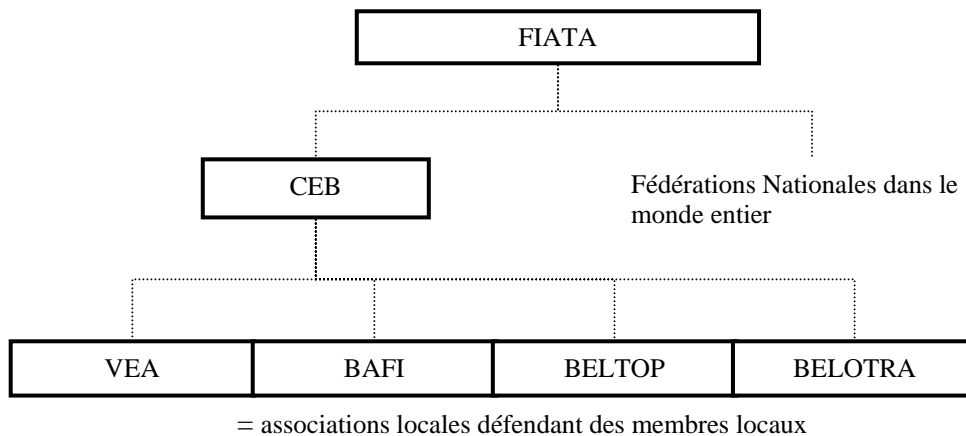 FIATA
CEB
Fédérations Nationales dans le
monde entier
VEA
BAFI
BELTOP
BELOTRA
= associations locales défendant des membres locaux